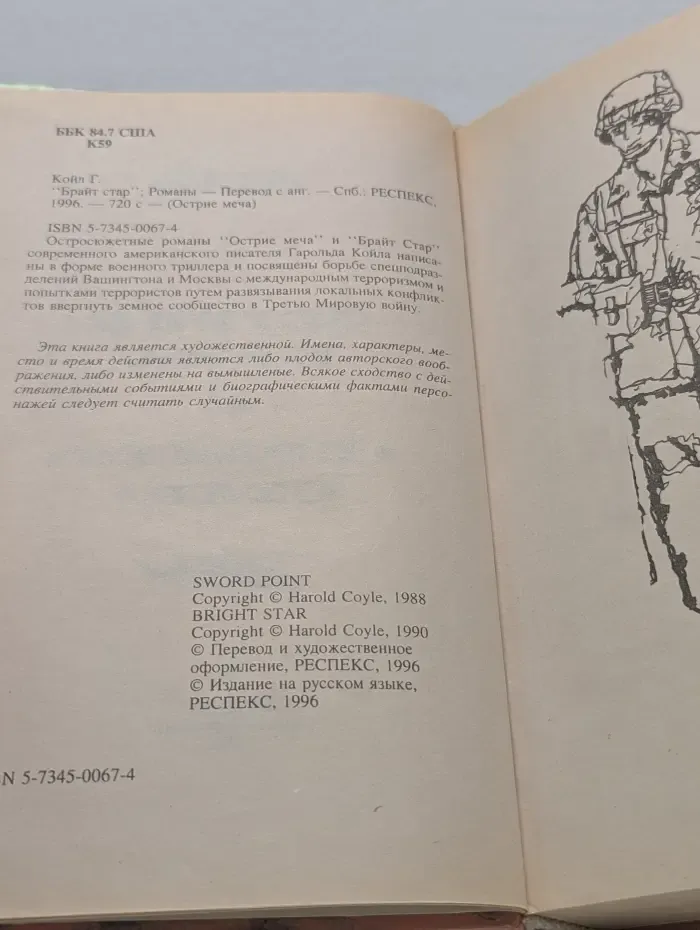 ББК 84.7 США
К59
Койл Г.
"Брайт стар"; Романы — Перевод с анг. — Спб.: РЕСПЕКС,
1996. — 720 с — (Острие меча)
ISBN 5-7345-0067-4
Остросюжетные романы "Острие меча" и "Брайт Стар"
современного американского писателя Гарольда Койла написа-
ны в форме военного триллера и посвящены борьбе спецподраз-
делений Вашингтона и Москвы с международным терроризмом и
попытками террористов путем развязывания локальных конфлик-
тов ввергнуть земное сообщество в Третью Мировую войну.
Эта книга является художественной. Имена, характеры, ме-
сто и время действия являются либо плодом авторского вооб-
ражения, либо изменены на вымышленые. Всякое сходство с дей-
ствительными событиями и биографическими фактами персо-
нажей следует считать случайным.
SWORD POINT
Copyright © Harold Coyle, 1988
BRIGHT STAR
Copyright © Harold Coyle, 1990
© Перевод и художественное
оформление, РЕСПЕКС, 1996
© Издание на русском языке,
РЕСПЕКС, 1996
N 5-7345-0067-4